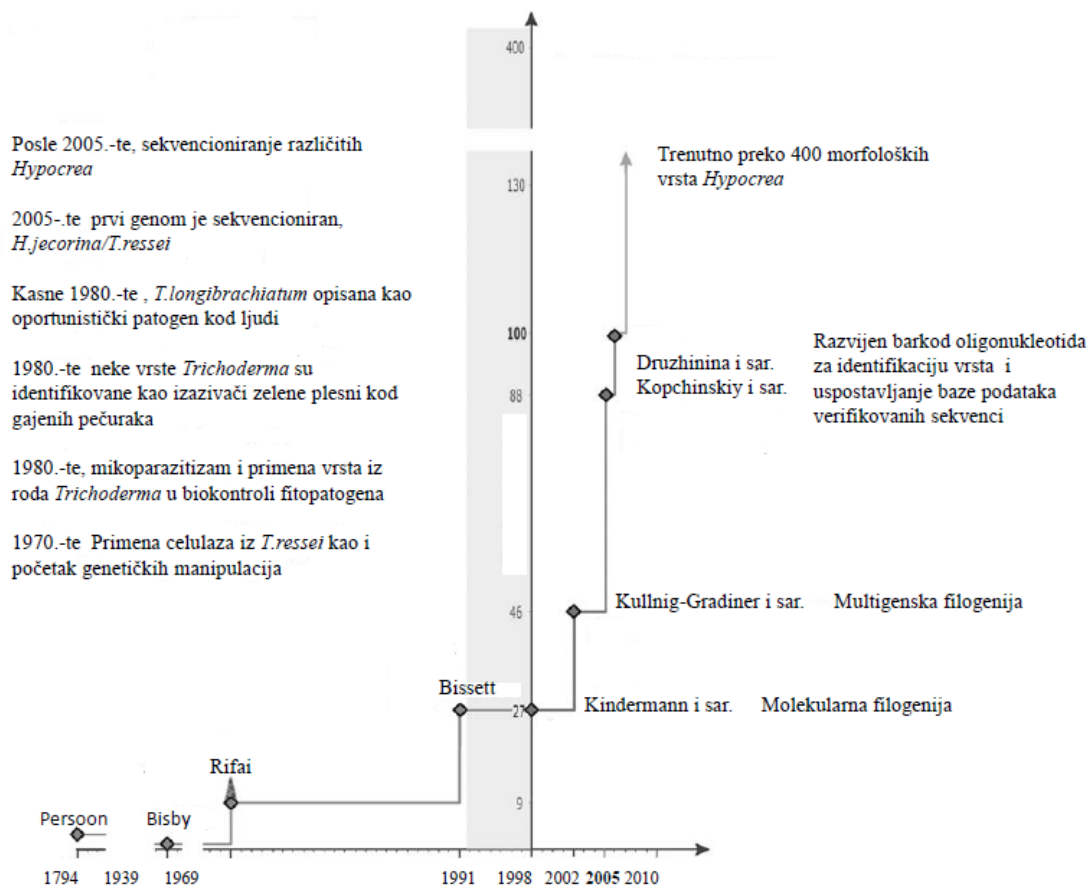 400
Posle 2005.-te, sekvencioniranje različitih
Hypocrea
2005-.te prvi genom je sekvencioniran,
H.jecorina/T.ressei
Kasne 1980.-te , T.longibrachiatum opisana kao
oportunistički patogen kod ljudi
1980.-te neke vrste Trichoderma su
identifikovane kao izazivači zelene plesni kod
gajenih pečuraka
1980.-te, mikoparazitizam i primena vrsta iz
roda Trichoderma u biokontroli fitopatogena
1970.-te Primena celulaza iz T.ressei kao i
početak genetičkih manipulacija
Trenutno preko 400 morfoloških
vrsta Hypocrea
130
100
Druzhinina i sar.
Kopchinskiy i sar.
88
Razvijen barkod oligonukleotida
za identifikaciju vrsta i
uspostavljanje baze podataka
verifikovanih sekvenci
46
Kullnig-Gradiner i sar. Multigenska filogenija
Bissett
27
Kindermann i sar. Molekularna filogenija
Rifai
9
Persoon
Bisby
1794 1939 1969 1991 1998 2002 2005 2010